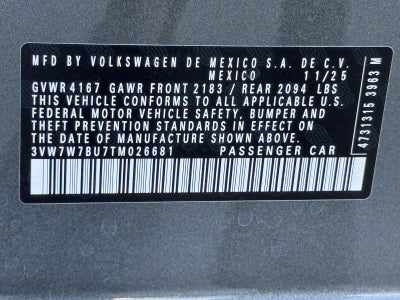 MFD BY VOLKSWAGEN DE MEXICO S.A. DE C.V.
MEXICO 11/25
GVWR 4167 GAWR FRONT 2183 / REAR 2094 LBS
THIS VEHICLE CONFORMS TO ALL APPLICABLE U.S.
FEDERAL MOTOR VEHICLE SAFETY, BUMPER AND
THEFT PREVENTION STANDARDS IN EFFECT ON
THE DATE OF MANUFACTURE SHOWN ABOVE.
3VW7W7BU7TM026681 PASSENGER CAR
4731315 3963 M